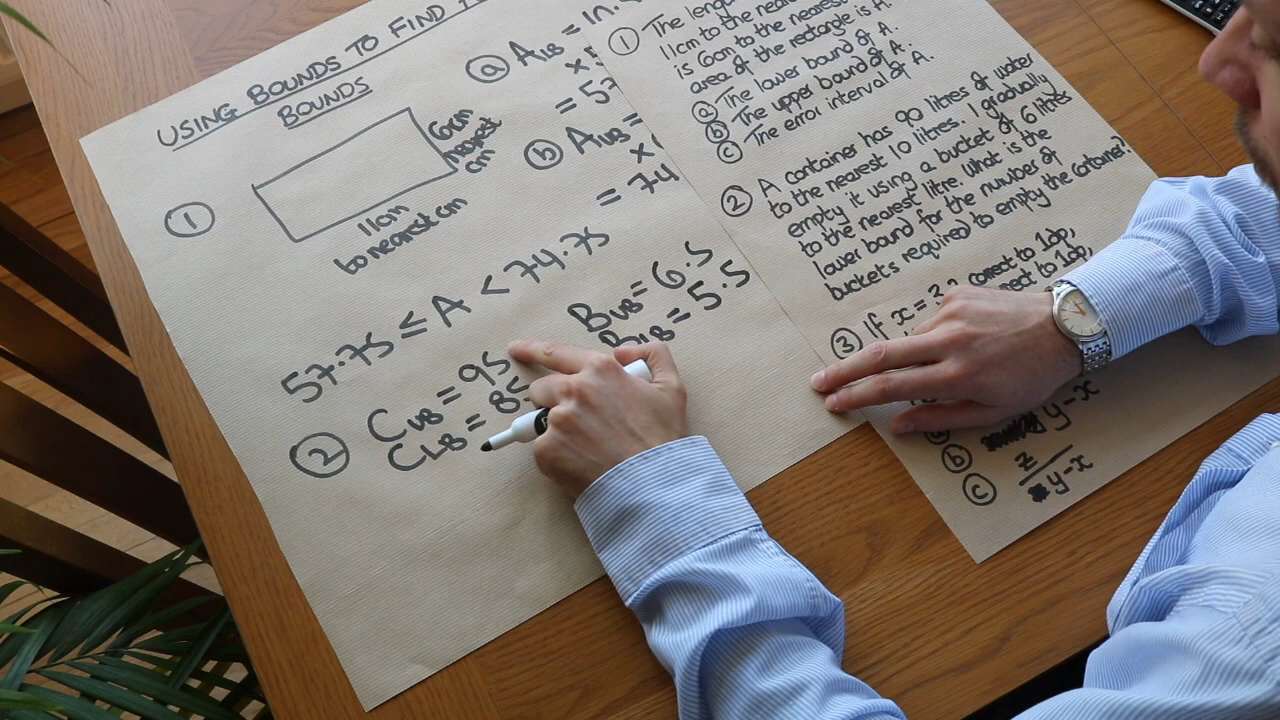 USING BOUNDS TO FIND
BOUNDS
①
6cm
nearest
cm
11cm
to nearest cm
ⓐ A_LB =
= 57
ⓑ A_UB =
= 74
57.75 ≤ A < 74.75
② C_UB = 95
C_LB = 85
B_UB = 6.5
B_LB = 5.5
① The
11cm to the
is 6cm to the nearest
area of the rectangle is A.
ⓐ The lower bound of A.
ⓑ The upper bound of A.
ⓒ The error interval of A.
② A container has 90 litres of water
to the nearest 10 litres. I gradually
empty it using a bucket of 6 litres
to the nearest litre. What is the
lower bound for the number of
buckets required to empty the container?
③ If x = 3. correct to 1dp,
to 1dp,
ⓑ y-x
ⓒ z
y-x